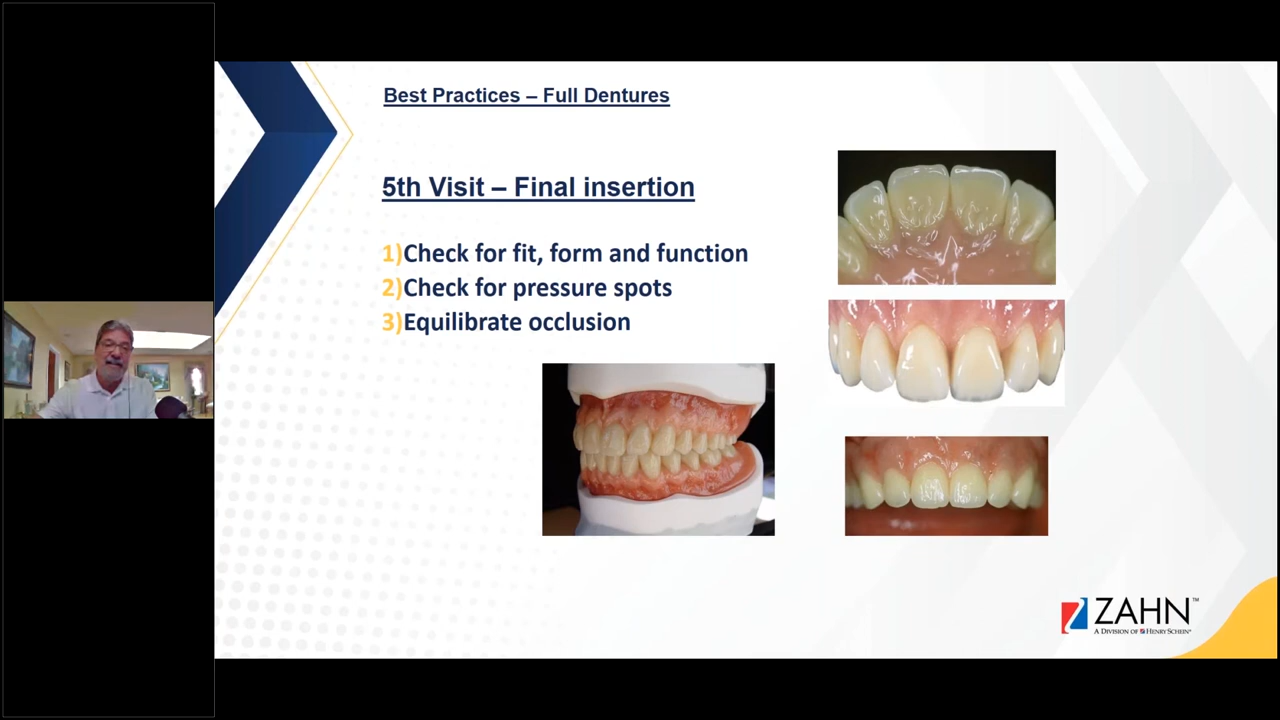 Best Practices – Full Dentures
5th Visit – Final insertion
1)Check for fit, form and function
2)Check for pressure spots
3)Equilibrate occlusion
ZAHN™
A DIVISION OF HENRY SCHEIN®